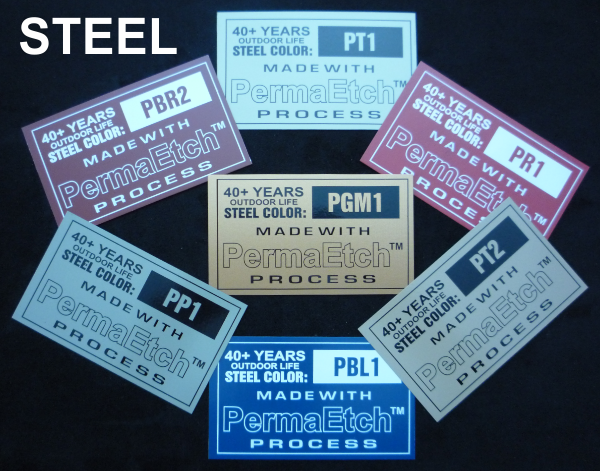 STEEL
40+ YEARS
OUTDOOR LIFE
STEEL COLOR: PT1
MADE WITH
PermaEtch™
PROCESS
40+ YEARS
OUTDOOR LIFE
STEEL COLOR: PBR2
MADE WITH
PermaEtch
PROCESS
40+ YEARS
OUTDOOR LIFE
STEEL COLOR: PR1
MADE WITH
PermaEtch™
PROCESS
40+ YEARS
OUTDOOR LIFE
STEEL COLOR: PGM1
MADE WITH
PermaEtch™
PROCESS
40+ YEARS
OUTDOOR LIFE
STEEL COLOR: PP1
MADE WITH
PermaEtch™
PROCESS
40+ YEARS
OUTDOOR LIFE
STEEL COLOR: PT2
MADE WITH
PermaEtch™
PROCESS
40+ YEARS
OUTDOOR LIFE
STEEL COLOR: PBL1
MADE WITH
PermaEtch™
PROCESS